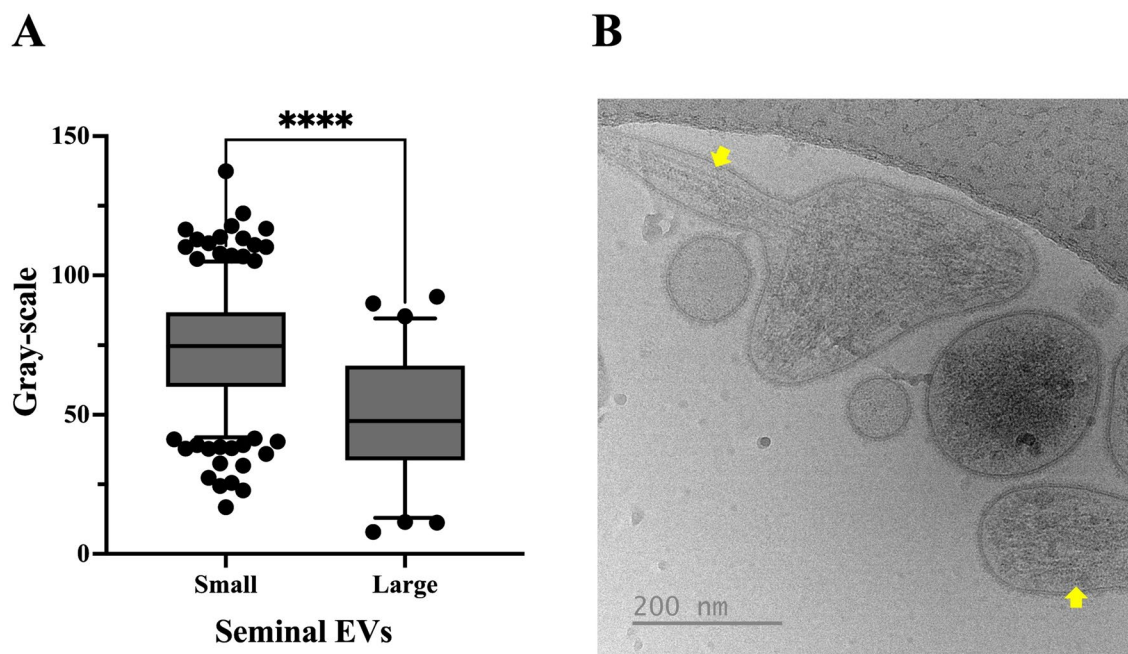 A
B
****
150
100
50
0
Gray-scale
Small
Large
Seminal EVs
200 nm